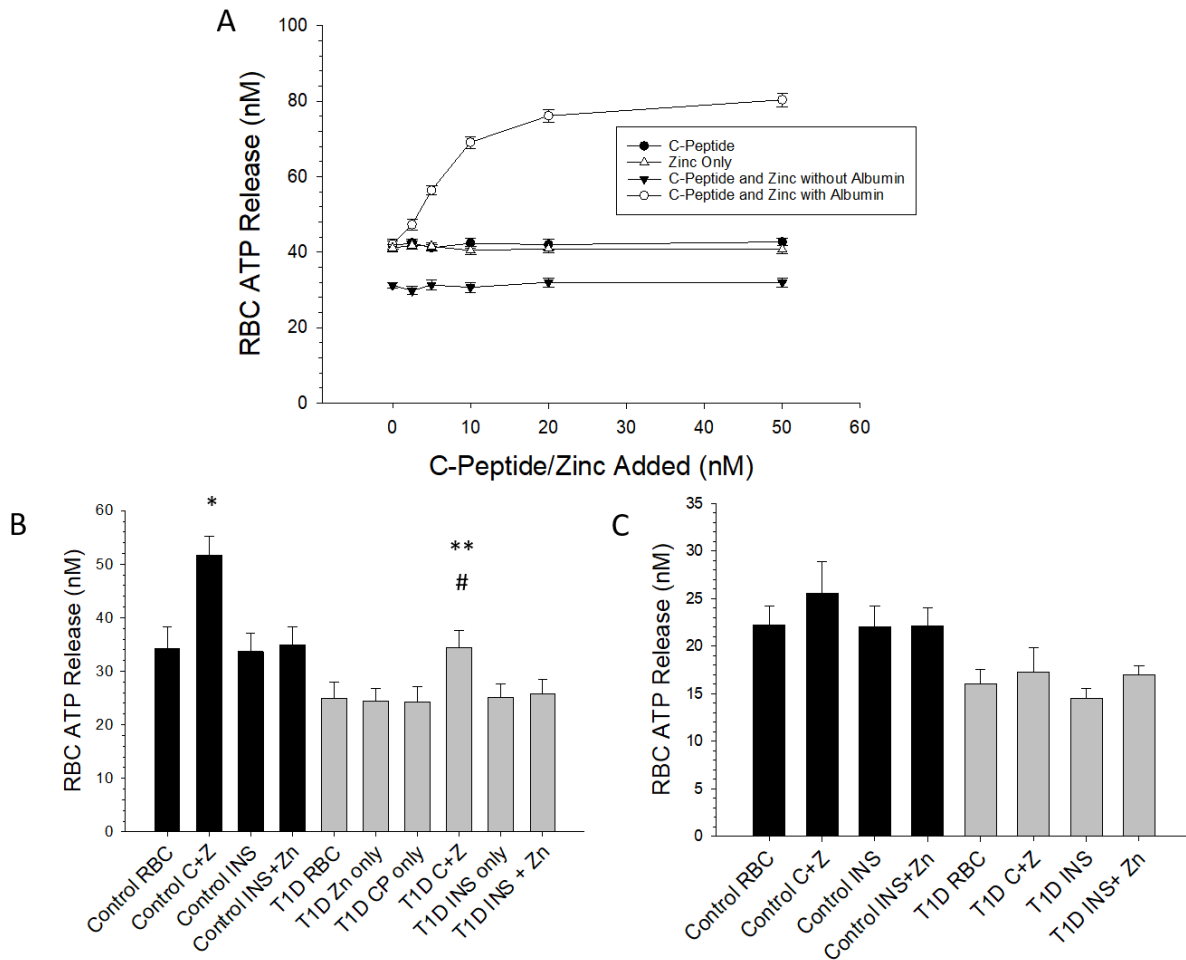 A
RBC ATP Release (nM)
100
80
60
40
20
0
C-Peptide
Zinc Only
C-Peptide and Zinc without Albumin
C-Peptide and Zinc with Albumin
0
10
20
30
40
50
60
C-Peptide/Zinc Added (nM)
B
RBC ATP Release (nM)
60
50
40
30
20
10
0
*
**
#
Control RBC
Control C+Z
Control INS
Control INS+Zn
T1D RBC
T1D Zn only
T1D CP only
T1D C+Z
T1D INS only
T1D INS + Zn
C
RBC ATP Release (nM)
35
30
25
20
15
10
5
0
Control RBC
Control C+Z
Control INS
Control INS+Zn
T1D RBC
T1D C+Z
T1D INS
T1D INS+ Zn